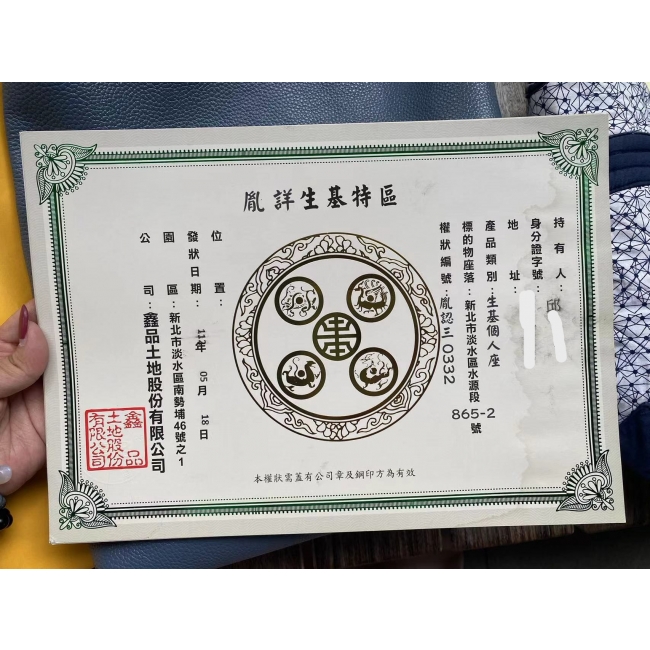 胤詳生基特區
持有人：邱
身分證字號：
地址：
產品類別：生基個人座
標的物座落：新北市淡水區水源段865-2號
權狀編號：胤認三0332
位置：
發狀日期：112年05月18日
園區：新北市淡水區南勢埔46號之1
公司：鑫品土地股份有限公司
鑫品土地股份有限公司
本權狀需蓋有公司章及鋼印方為有效